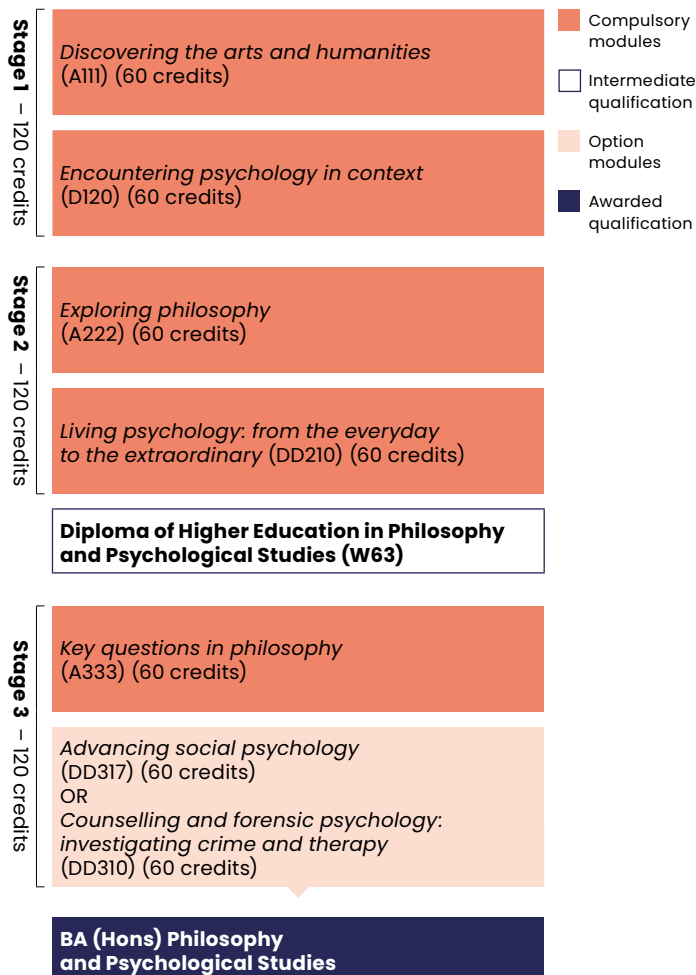 Stage 1 – 120 credits
Discovering the arts and humanities
(A111) (60 credits)
Encountering psychology in context
(D120) (60 credits)
Compulsory
modules
Intermediate
qualification
Option
modules
Awarded
qualification
Stage 2 – 120 credits
Exploring philosophy
(A222) (60 credits)
Living psychology: from the everyday
to the extraordinary (DD210) (60 credits)
Diploma of Higher Education in Philosophy
and Psychological Studies (W63)
Stage 3 – 120 credits
Key questions in philosophy
(A333) (60 credits)
Advancing social psychology
(DD317) (60 credits)
OR
Counselling and forensic psychology:
investigating crime and therapy
(DD310) (60 credits)
BA (Hons) Philosophy
and Psychological Studies